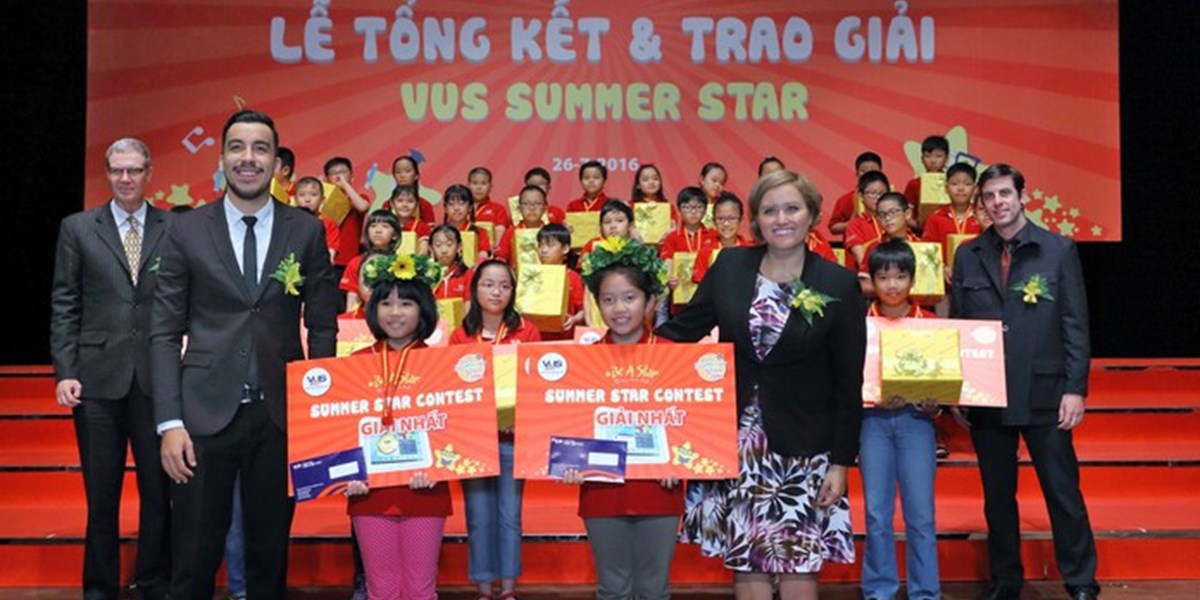 LỄ TỔNG KẾT & TRAO GIẢI
VUS SUMMER STAR
26-7-2016
VUS
Be A Star
SUMMER STAR CONTEST
GIẢI NHẤT
VUS
Be A Star
SUMMER STAR CONTEST
GIẢI NHẤT
CONTEST